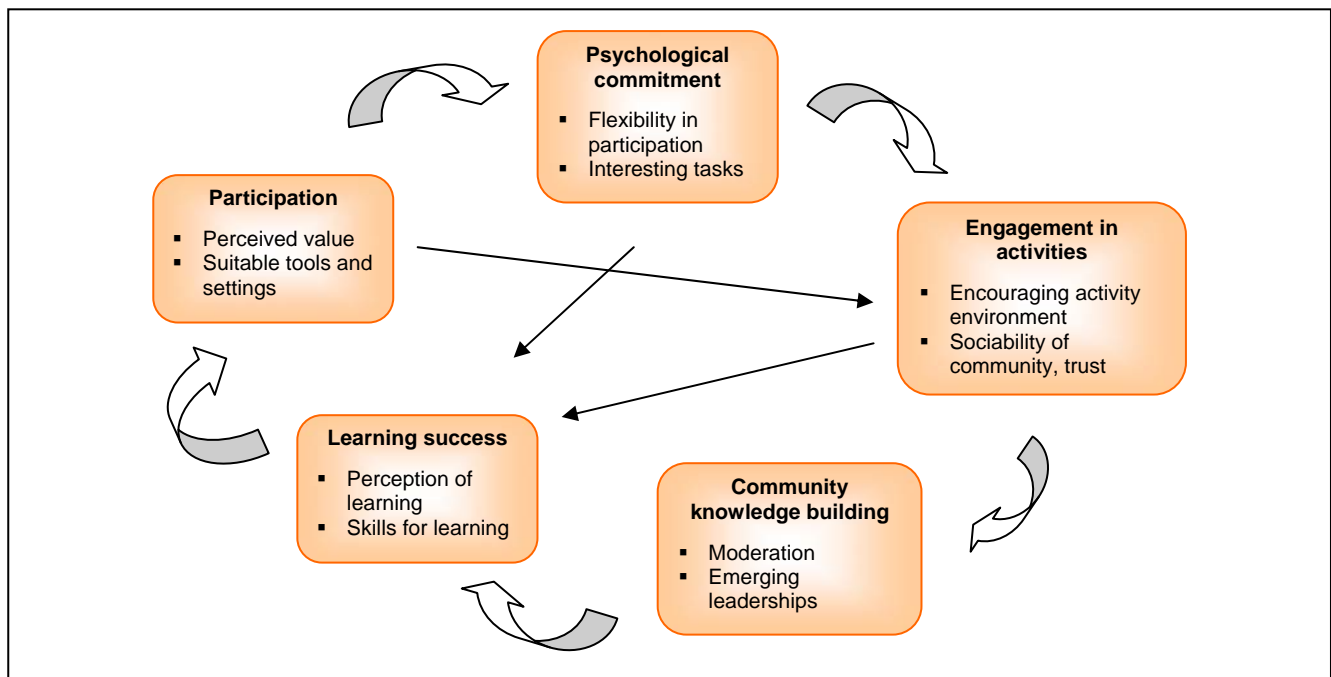 Psychological
commitment
▪ Flexibility in
participation
▪ Interesting tasks
Participation
▪ Perceived value
▪ Suitable tools and
settings
Engagement in
activities
▪ Encouraging activity
environment
▪ Sociability of
community, trust
Learning success
▪ Perception of
learning
▪ Skills for learning
Community
knowledge building
▪ Moderation
▪ Emerging
leaderships